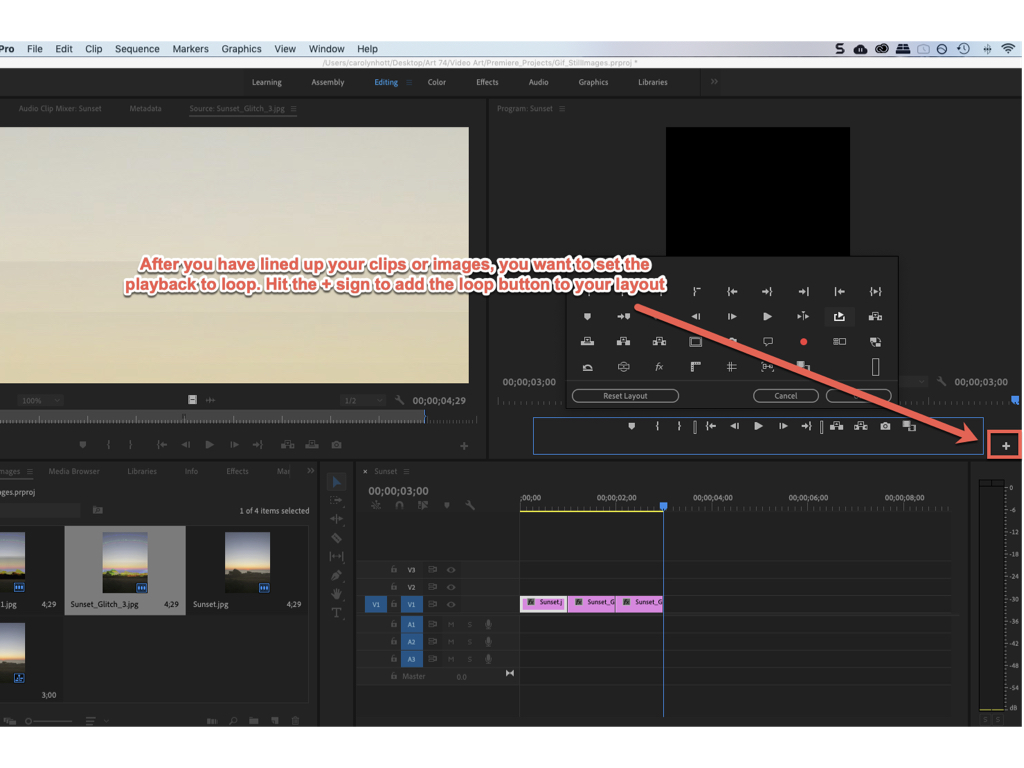 Pro File Edit Clip Sequence Markers Graphics View Window Help
/Users/carolynhott/Desktop/Art 74/Video Art/Premiere_Projects/Gif_StillImages.prproj *
Learning Assembly Editing Color Effects Audio Graphics Libraries
Audio Clip Mixer: Sunset Metadata Source: Sunset_Glitch_3.jpg
Program: Sunset
After you have lined up your clips or images, you want to set the
playback to loop. Hit the + sign to add the loop button to your layout
100% 1/2 00;00;04;29
00;00;03;00 00;00;03;00
Reset Layout Cancel
mages Media Browser Libraries Info Effects Mar
ges.prproj
1 of 4 items selected
1.jpg 4;29
Sunset_Glitch_3.jpg 4;29
Sunset.jpg 4;29
3;00
× Sunset
00;00;03;00
;00;00 00;00;02;00 00;00;04;00 00;00;06;00 00;00;08;00
V3
V2
V1 V1 Sunset.j Sunset_G Sunset_G
A1 M S
A2 M S
A3 M S
Master 0.0
0
-6
-12
-18
-24
-30
-36
-42
-48
-54
dB
S S